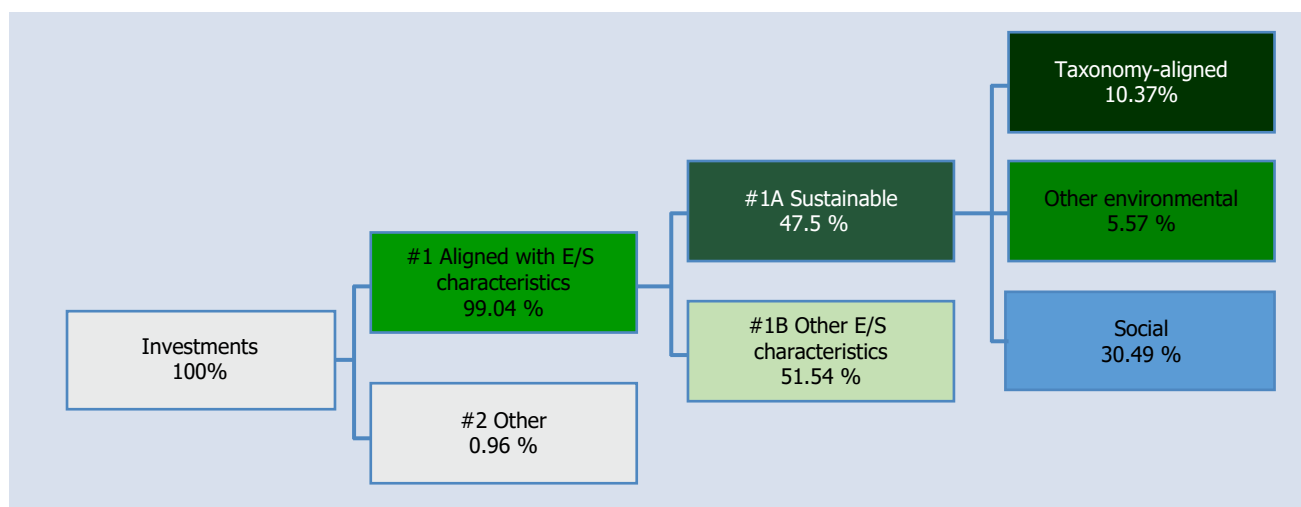 Investments
100%
#1 Aligned with E/S
characteristics
99.04 %
#2 Other
0.96 %
#1A Sustainable
47.5 %
#1B Other E/S
characteristics
51.54 %
Taxonomy-aligned
10.37%
Other environmental
5.57 %
Social
30.49 %